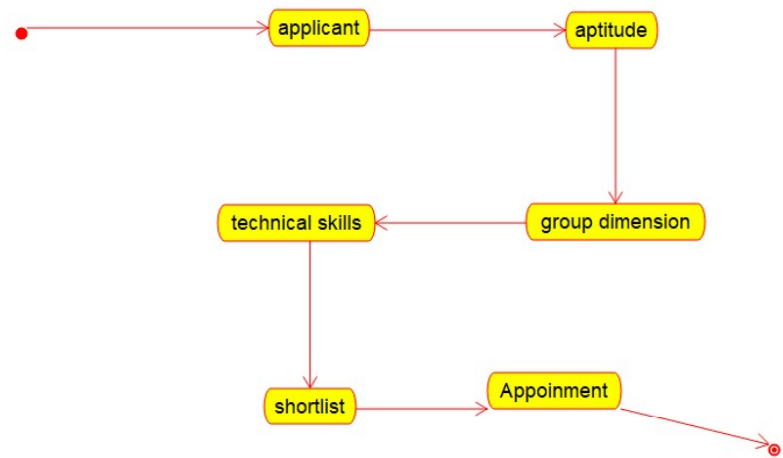 applicant
aptitude
group dimension
technical skills
shortlist
Appoinment